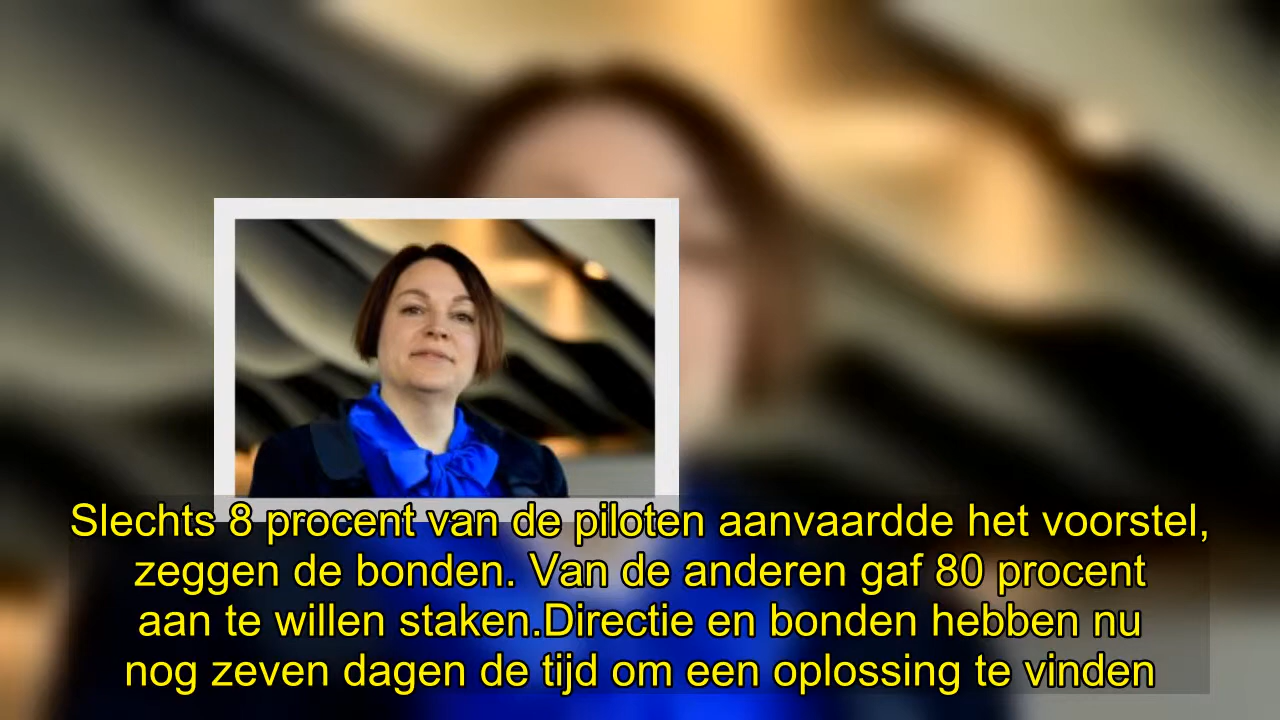 Slechts 8 procent van de piloten aanvaardde het voorstel,
zeggen de bonden. Van de anderen gaf 80 procent
aan te willen staken.Directie en bonden hebben nu
nog zeven dagen de tijd om een oplossing te vinden